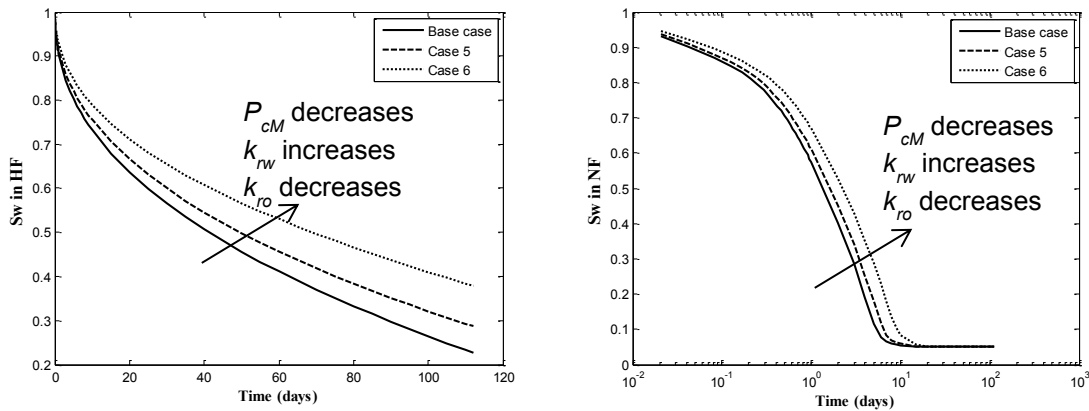 Sw in HF
1
0.9
0.8
0.7
0.6
0.5
0.4
0.3
0.2
0 20 40 60 80 100 120
Time (days)
Base case
Case 5
Case 6
PcM decreases
krw increases
kro decreases
Sw in NF
1
0.9
0.8
0.7
0.6
0.5
0.4
0.3
0.2
0.1
0
10-2 10-1 100 101 102 103
Time (days)
Base case
Case 5
Case 6
PcM decreases
krw increases
kro decreases